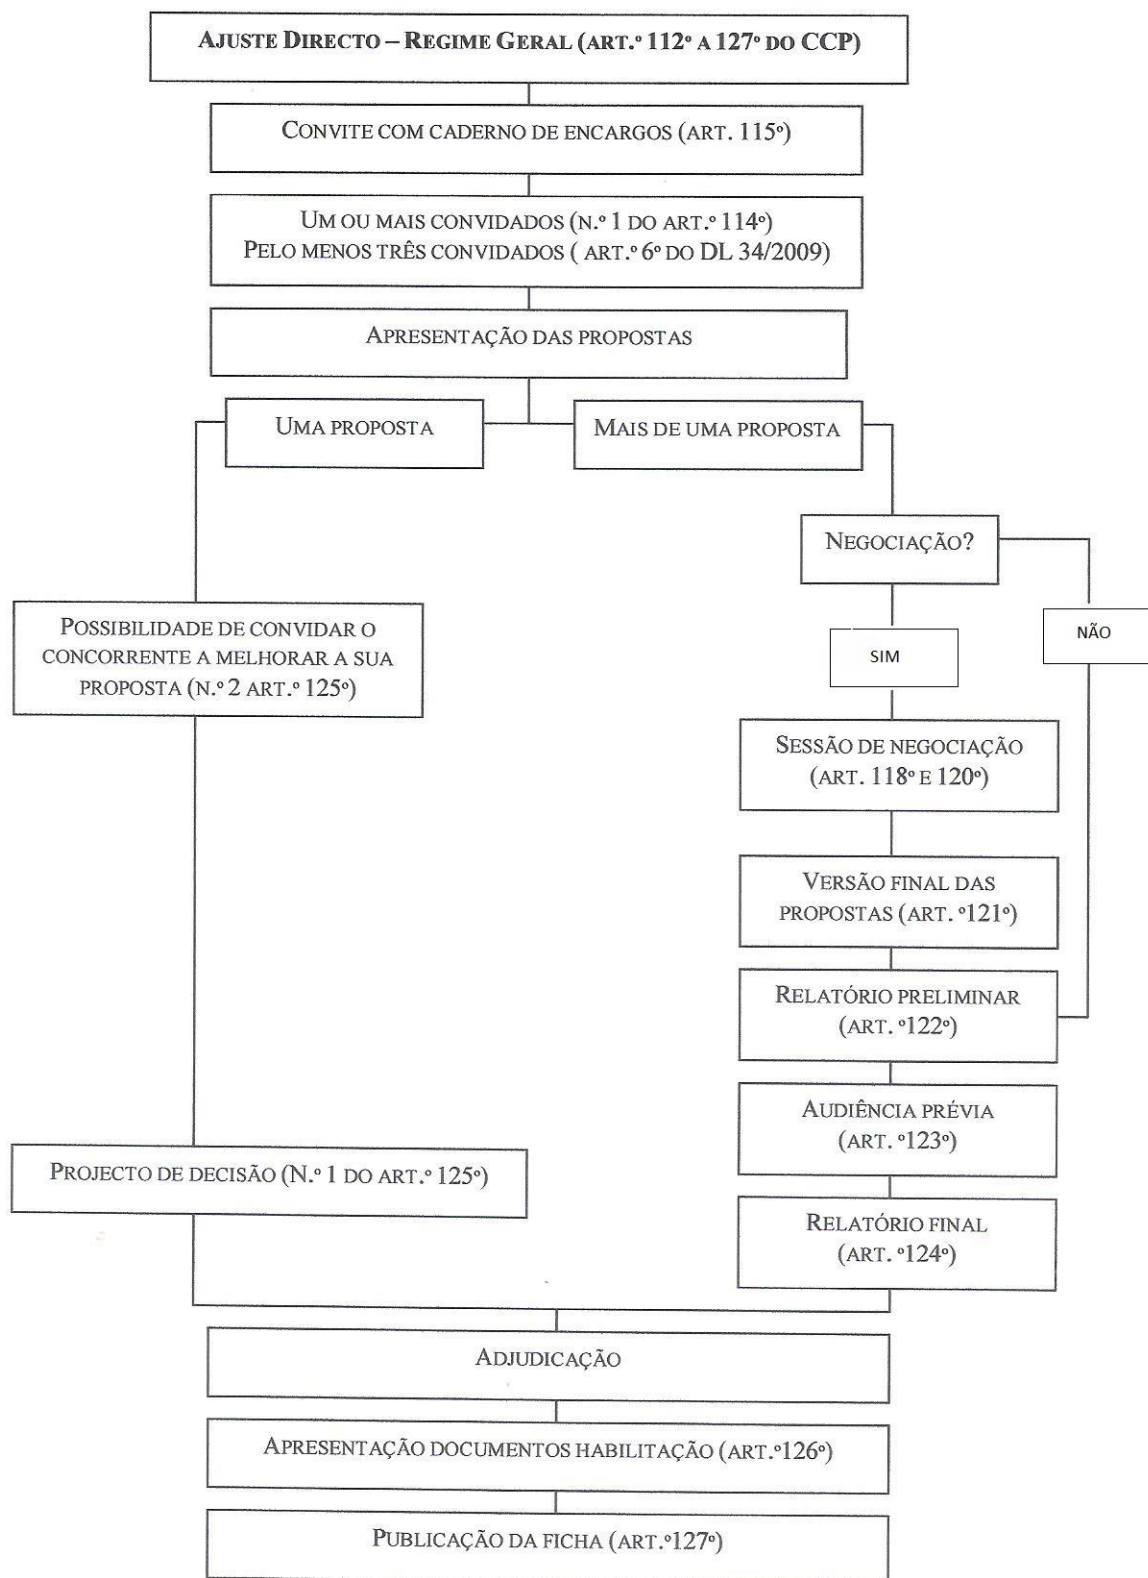 AJUSTE DIRECTO – REGIME GERAL (ART.º 112º A 127º DO CCP)
CONVITE COM CADERNO DE ENCARGOS (ART. 115º)
UM OU MAIS CONVIDADOS (N.º 1 DO ART.º 114º)
PELO MENOS TRÊS CONVIDADOS ( ART.º 6º DO DL 34/2009)
APRESENTAÇÃO DAS PROPOSTAS
UMA PROPOSTA
MAIS DE UMA PROPOSTA
NEGOCIAÇÃO?
NÃO
SIM
POSSIBILIDADE DE CONVIDAR O
CONCORRENTE A MELHORAR A SUA
PROPOSTA (N.º 2 ART.º 125º)
SESSÃO DE NEGOCIAÇÃO
(ART. 118º E 120º)
VERSÃO FINAL DAS
PROPOSTAS (ART. º121º)
RELATÓRIO PRELIMINAR
(ART. º122º)
AUDIÊNCIA PRÉVIA
(ART. º123º)
PROJECTO DE DECISÃO (N.º 1 DO ART.º 125º)
RELATÓRIO FINAL
(ART. º124º)
ADJUDICAÇÃO
APRESENTAÇÃO DOCUMENTOS HABILITAÇÃO (ART.º126º)
PUBLICAÇÃO DA FICHA (ART.º127º)